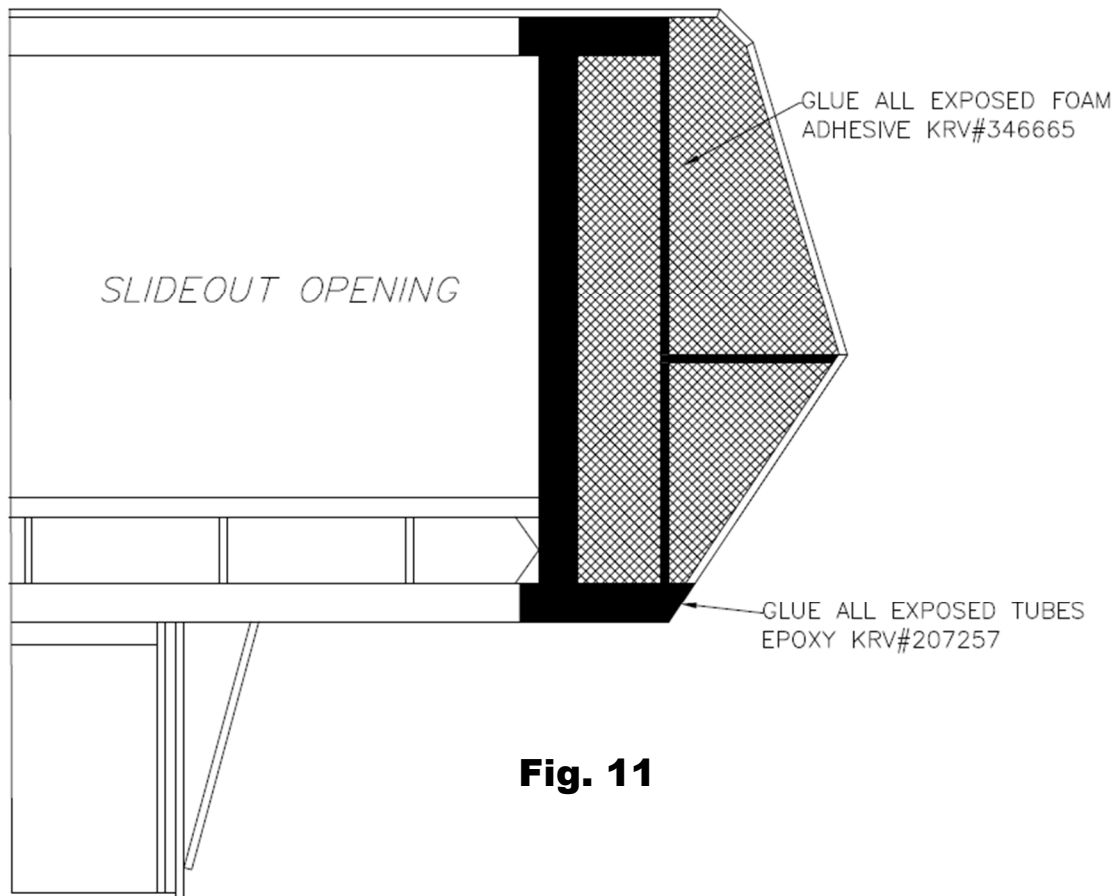 GLUE ALL EXPOSED FOAM
ADHESIVE KRV#346665
SLIDEOUT OPENING
GLUE ALL EXPOSED TUBES
EPOXY KRV#207257
Fig. 11